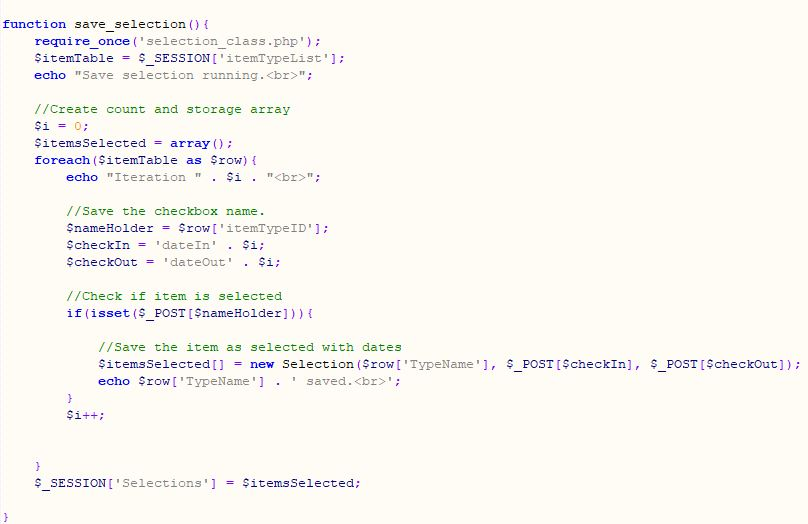 function save_selection(){
require_once('selection_class.php');
$itemTable = $_SESSION['itemTypeList'];
echo "Save selection running.<br>";
//Create count and storage array
$i = 0;
$itemsSelected = array();
foreach($itemTable as $row){
echo "Iteration " . $i . "<br>";
//Save the checkbox name.
$nameHolder = $row['itemTypeID'];
$checkIn = 'dateIn' . $i;
$checkOut = 'dateOut' . $i;
//Check if item is selected
if(isset($_POST[$nameHolder])){
//Save the item as selected with dates
$itemsSelected[] = new Selection($row['TypeName'], $_POST[$checkIn], $_POST[$checkOut]);
echo $row['TypeName'] . ' saved.<br>';
}
$i++;
}
$_SESSION['Selections'] = $itemsSelected;
}